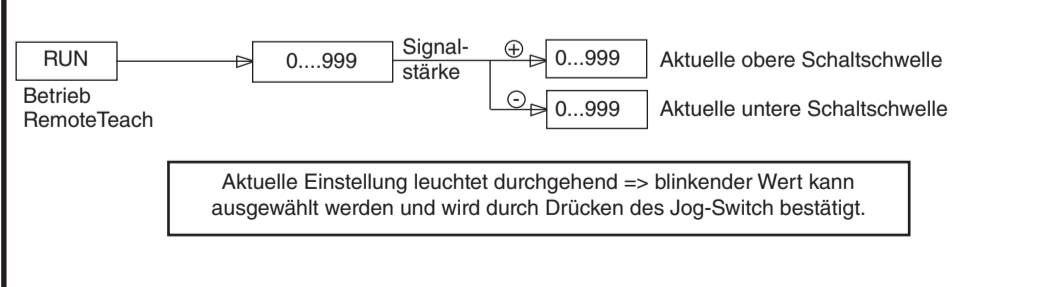 RUN
Betrieb
RemoteTeach
0....999
Signal-
stärke
+
0...999
Aktuelle obere Schaltschwelle
-
0...999
Aktuelle untere Schaltschwelle
Aktuelle Einstellung leuchtet durchgehend => blinkender Wert kann
ausgewählt werden und wird durch Drücken des Jog-Switch bestätigt.